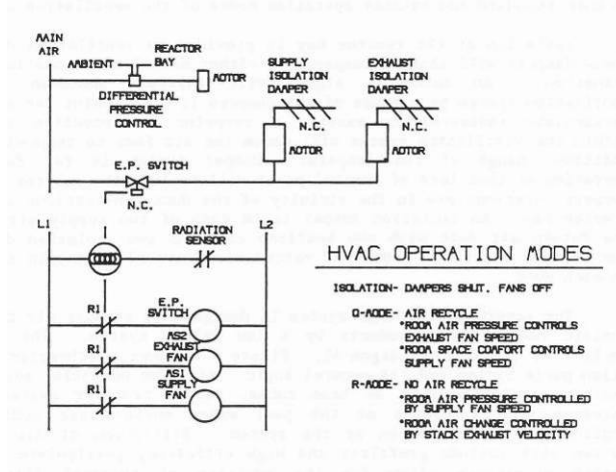 MAIN
AIR
AMBIENT
REACTOR
BAY
MOTOR
DIFFERENTIAL
PRESSURE
CONTROL
SUPPLY
ISOLATION
DAMPER
EXHAUST
ISOLATION
DAMPER
N.C.
N.C.
MOTOR
MOTOR
E.P. SWITCH
N.C.
L1
L2
RADIATION
SENSOR
R1
E.P.
SWITCH
R1
AS2
EXHAUST
FAN
R1
AS1
SUPPLY
FAN
HVAC OPERATION MODES
ISOLATION- DAMPERS SHUT. FANS OFF
Q-MODE- AIR RECYCLE
*ROOM AIR PRESSURE CONTROLS
EXHAUST FAN SPEED
*ROOM SPACE COMFORT CONTROLS
SUPPLY FAN SPEED
R-MODE- NO AIR RECYCLE
*ROOM AIR PRESSURE CONTROLLED
BY SUPPLY FAN SPEED
*ROOM AIR CHANGE CONTROLLED
BY STACK EXHAUST VELOCITY